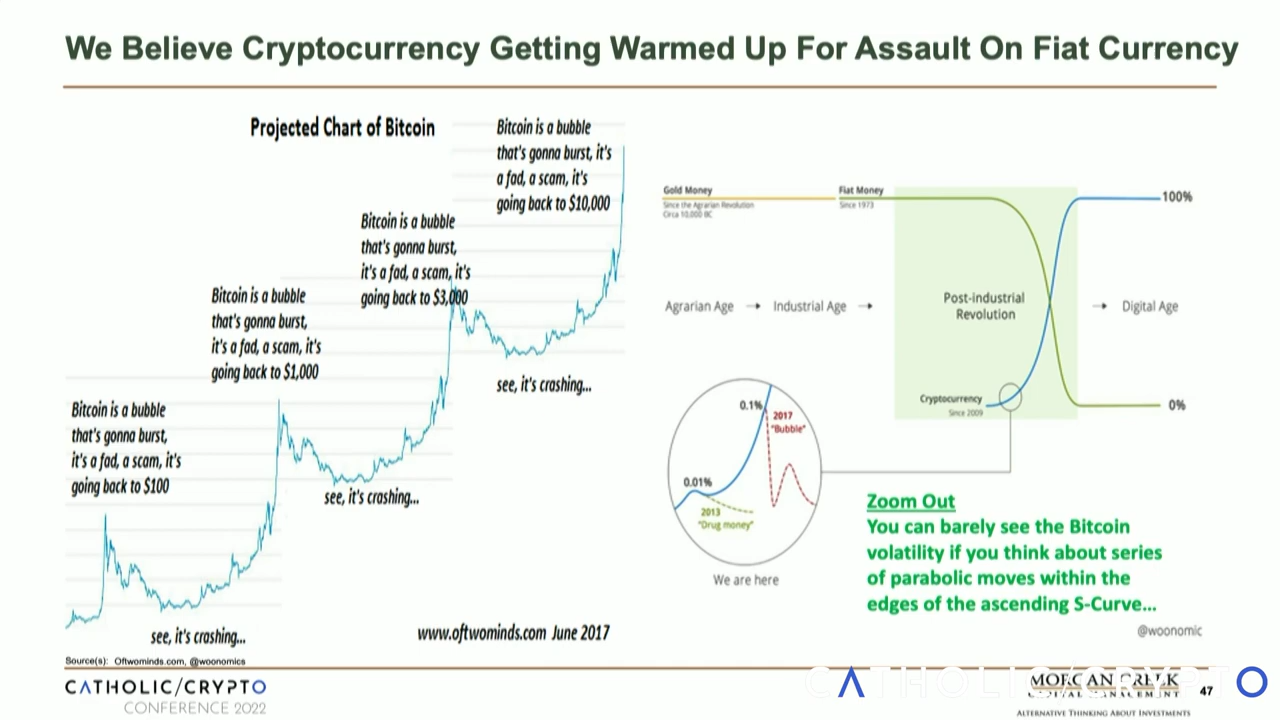 We Believe Cryptocurrency Getting Warmed Up For Assault On Fiat Currency
Projected Chart of Bitcoin
Bitcoin is a bubble
that's gonna burst, it's
a fad, a scam, it's
going back to $10,000
Bitcoin is a bubble
that's gonna burst,
it's a fad, a scam, it's
going back to $3,000
Bitcoin is a bubble
that's gonna burst,
it's a fad, a scam, it's
going back to $1,000
Bitcoin is a bubble
that's gonna burst,
it's a fad, a scam, it's
going back to $100
see, it's crashing...
see, it's crashing...
see, it's crashing...
www.oftwominds.com June 2017
Gold Money
Since the Agrarian Revolution
Circa 10,000 BC
Fiat Money
Since 1973
100%
Agrarian Age → Industrial Age →
Post-industrial
Revolution
→ Digital Age
Cryptocurrency
Since 2009
0%
0.1%
2017
"Bubble"
0.01%
2013
"Drug money"
We are here
Zoom Out
You can barely see the Bitcoin
volatility if you think about series
of parabolic moves within the
edges of the ascending S-Curve...
@woonomic
Source(s): Oftwominds.com, @woonomics
CATHOLIC/CRYPTO
CONFERENCE 2022
CATHOLIC/CRYPTO
MORGAN CREEK
CAPITAL MANAGEMENT
ALTERNATIVE THINKING ABOUT INVESTMENTS
47